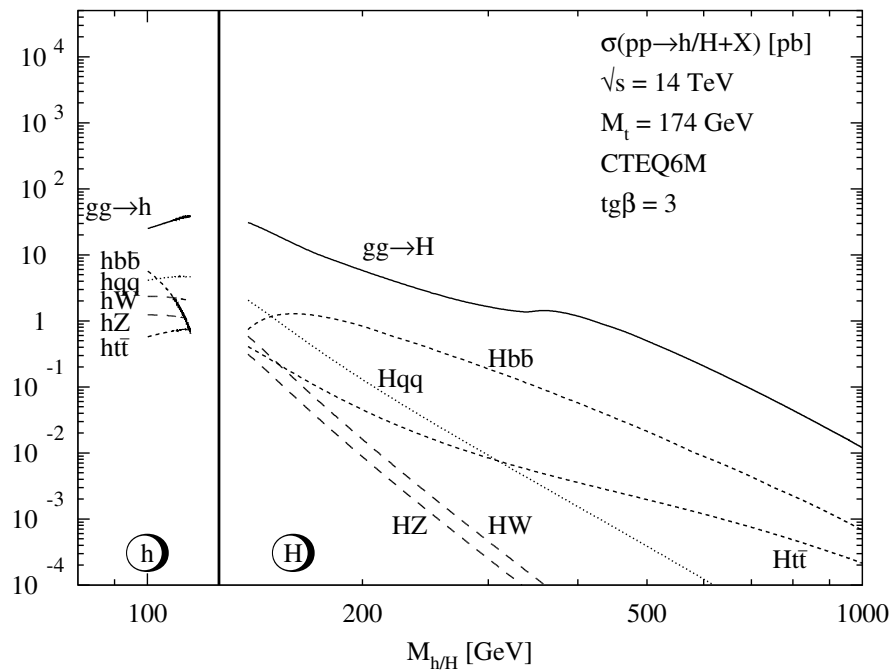 σ(pp→h/H+X) [pb]
√s = 14 TeV
M_t = 174 GeV
CTEQ6M
tgβ = 3
10^4
10^3
10^2
10
1
10^-1
10^-2
10^-3
10^-4
gg→h
hbb̄
hqq
hW
hZ
htt̄
gg→H
Hbb̄
Hqq
HZ
HW
Htt̄
h
H
100
200
500
1000
M_h/H [GeV]